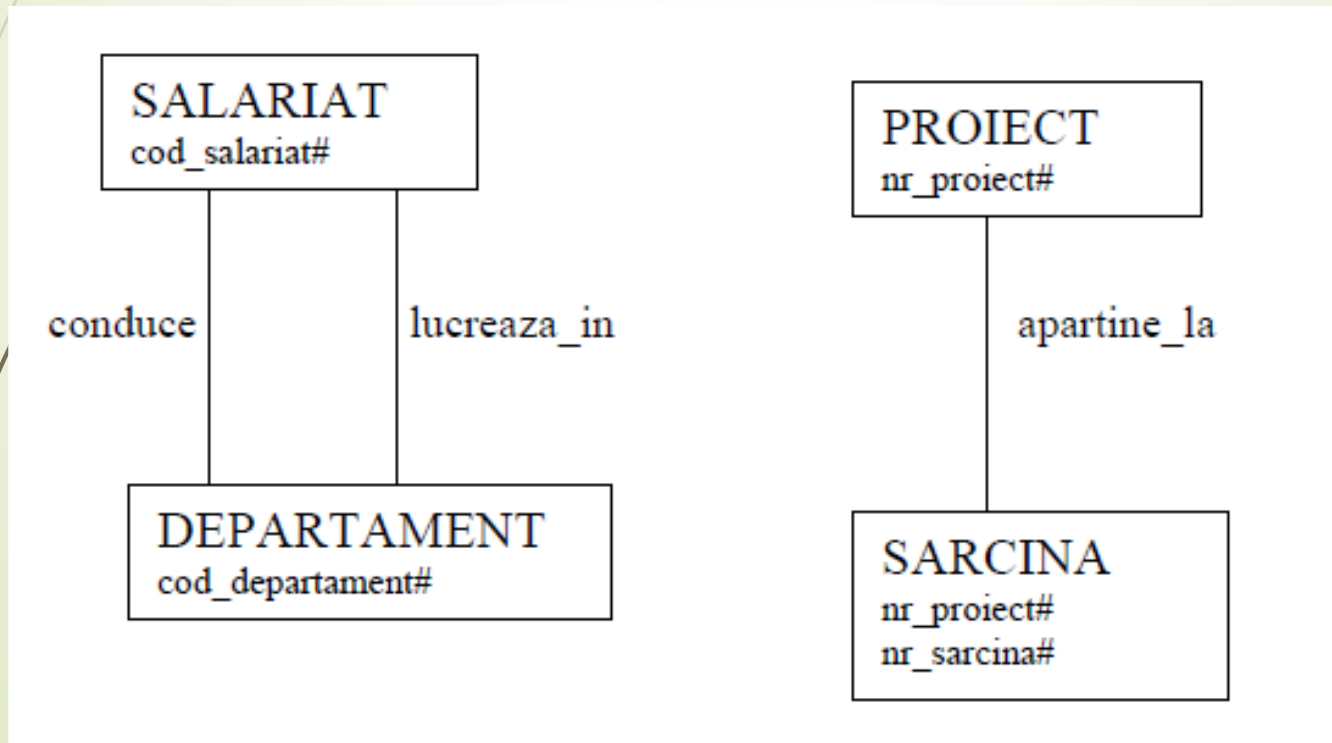 SALARIAT
cod_salariat#
PROIECT
nr_proiect#
conduce
lucreaza_in
apartine_la
DEPARTAMENT
cod_departament#
SARCINA
nr_proiect#
nr_sarcina#